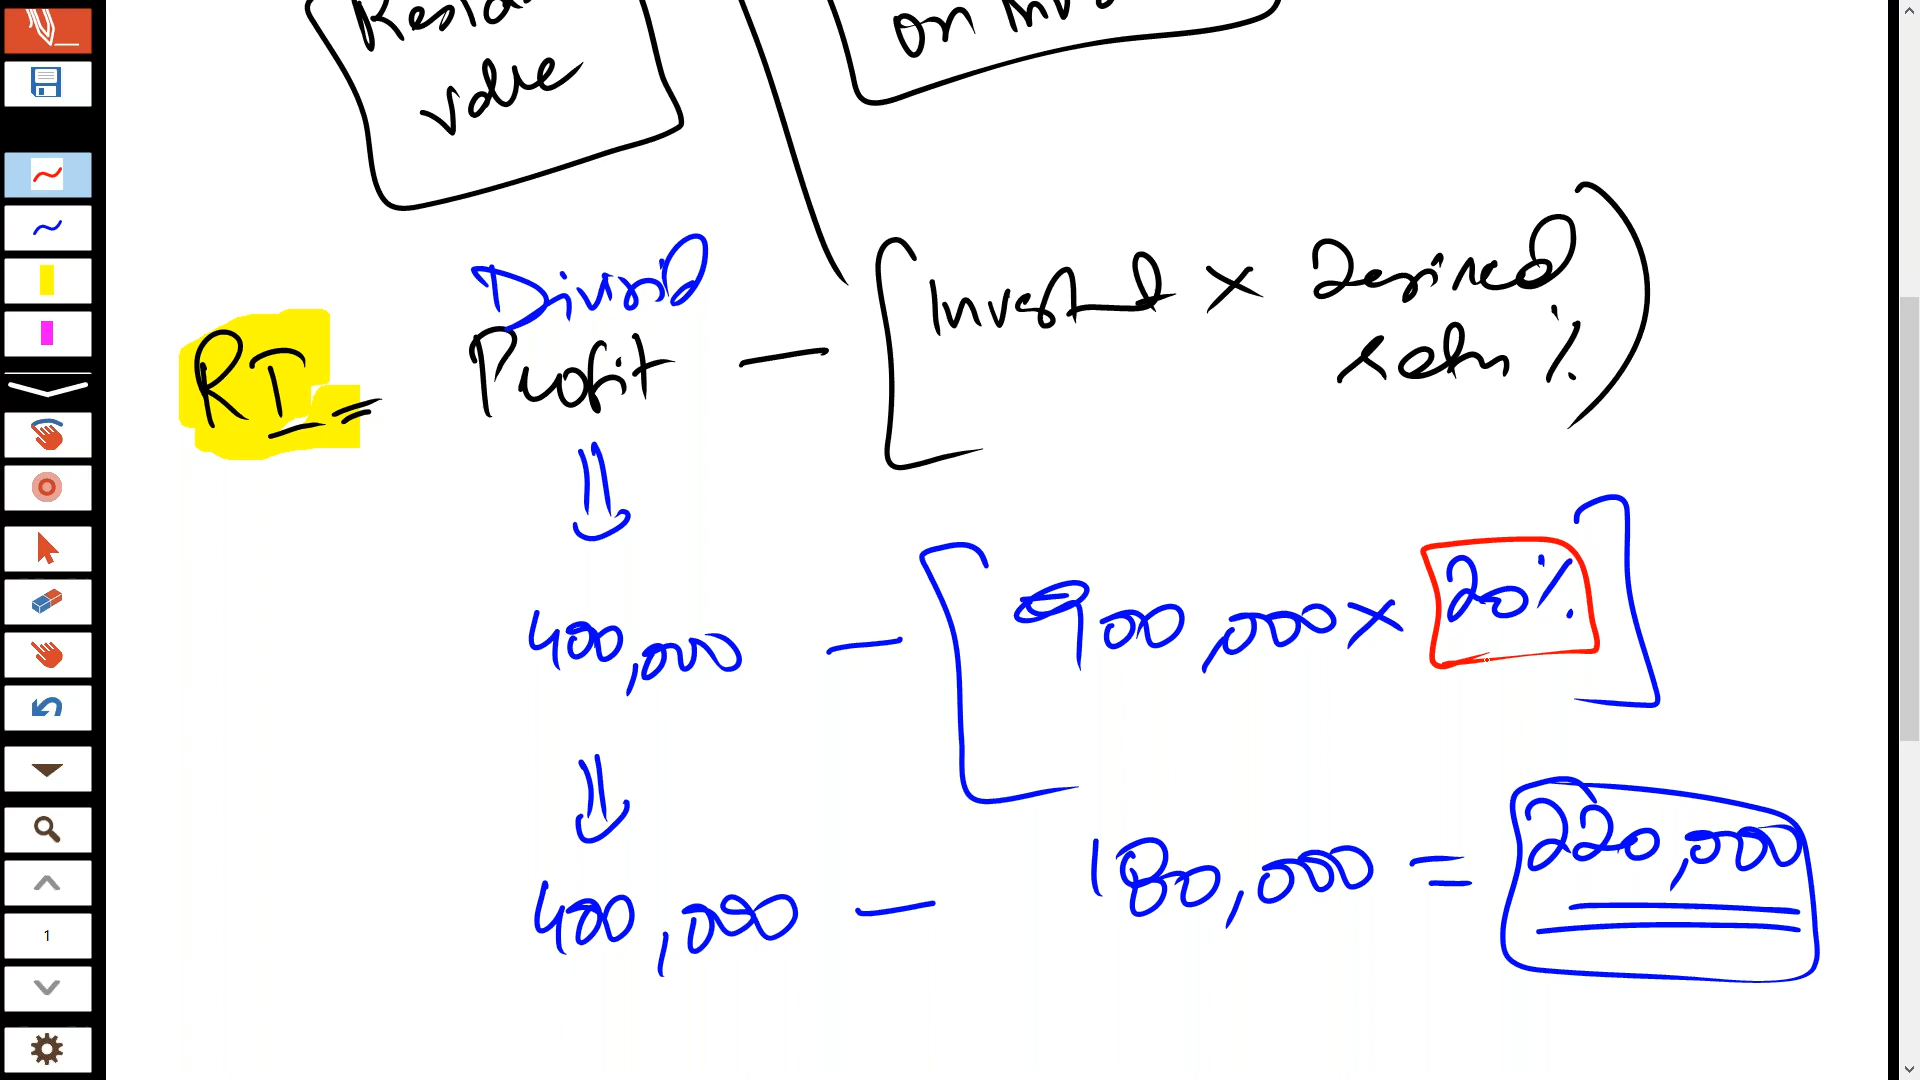 on
value
Divisid
RI = Profit — [Invested × Desired return %)
400,000 — [900,000 × 20%]
400,000 — 180,000 = 220,000
1